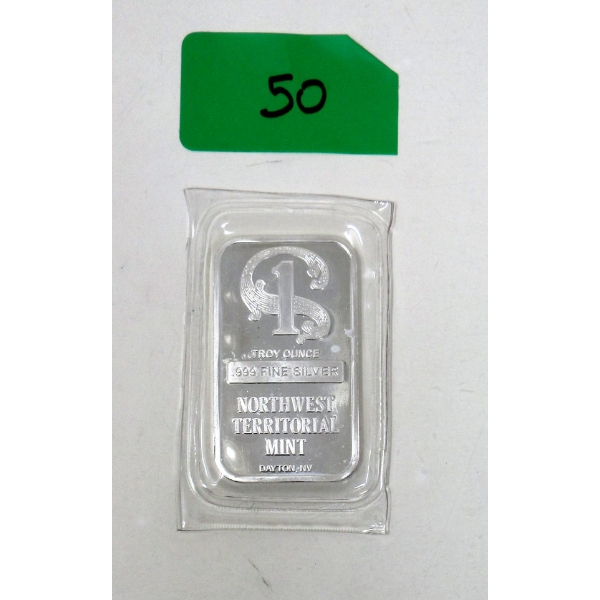 50
1
TROY OUNCE
.999 FINE SILVER
NORTHWEST
TERRITORIAL
MINT
DAYTON, NV